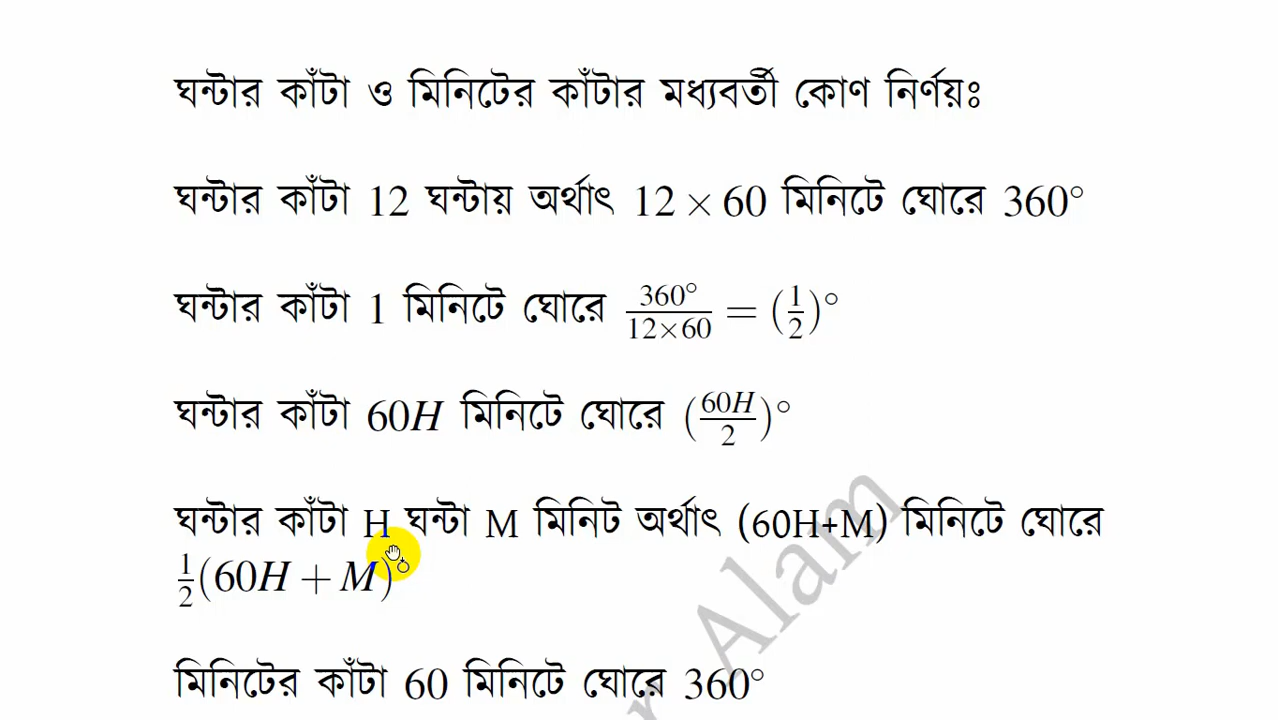 ঘন্টার কাঁটা ও মিনিটের কাঁটার মধ্যবর্তী কোণ নির্ণয়ঃ
ঘন্টার কাঁটা 12 ঘন্টায় অর্থাৎ 12 × 60 মিনিটে ঘোরে 360°
ঘন্টার কাঁটা 1 মিনিটে ঘোরে 360°/12×60 = (1/2)°
ঘন্টার কাঁটা 60H মিনিটে ঘোরে (60H/2)°
ঘন্টার কাঁটা H ঘন্টা M মিনিট অর্থাৎ (60H+M) মিনিটে ঘোরে
1/2(60H + M)°
মিনিটের কাঁটা 60 মিনিটে ঘোরে 360°
Alam